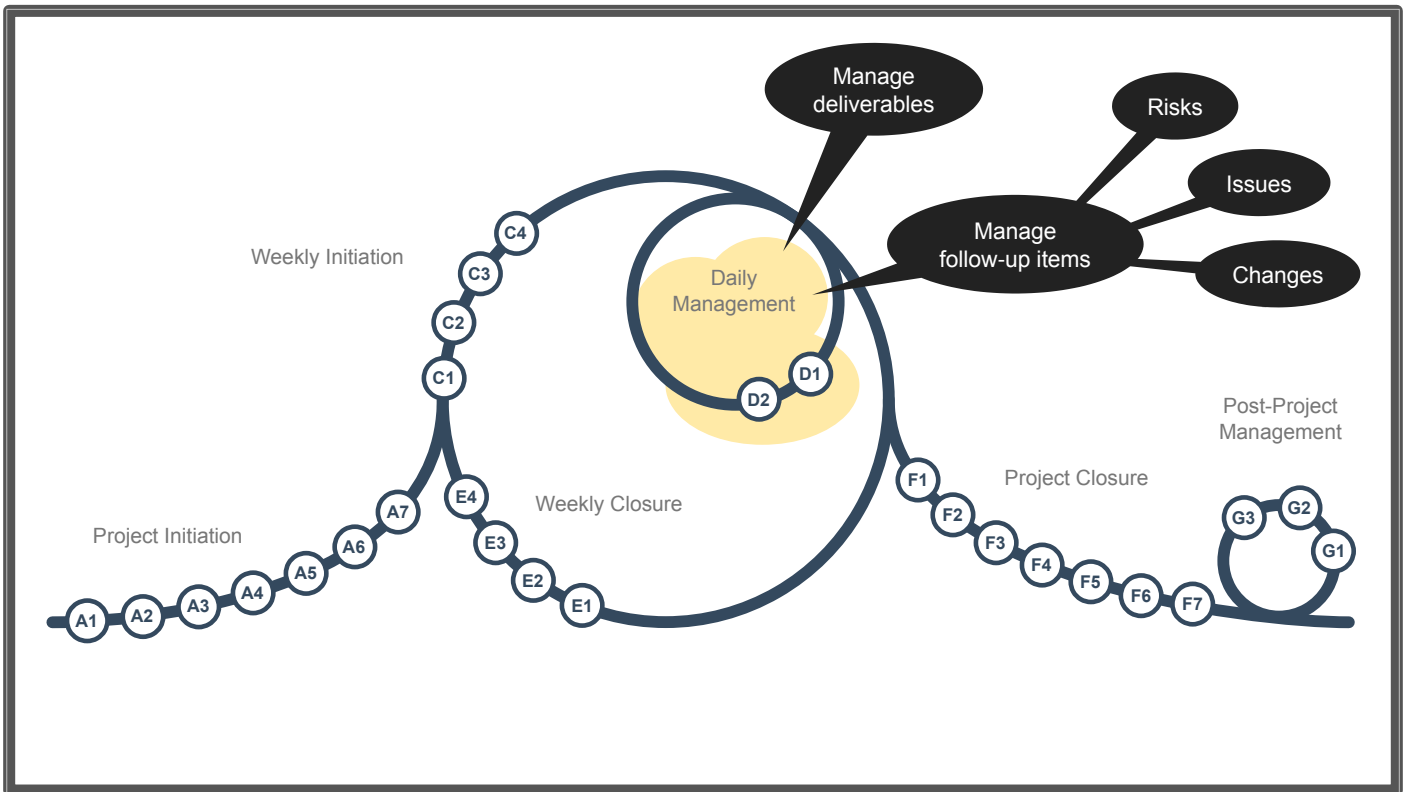 Manage
deliverables
Risks
Issues
Manage
follow-up items
Changes
Weekly Initiation
C4
C3
C2
C1
Daily
Management
D1
D2
Post-Project
Management
Project Closure
Weekly Closure
Project Initiation
A1
A2
A3
A4
A5
A6
A7
E4
E3
E2
E1
F1
F2
F3
F4
F5
F6
F7
G3
G2
G1